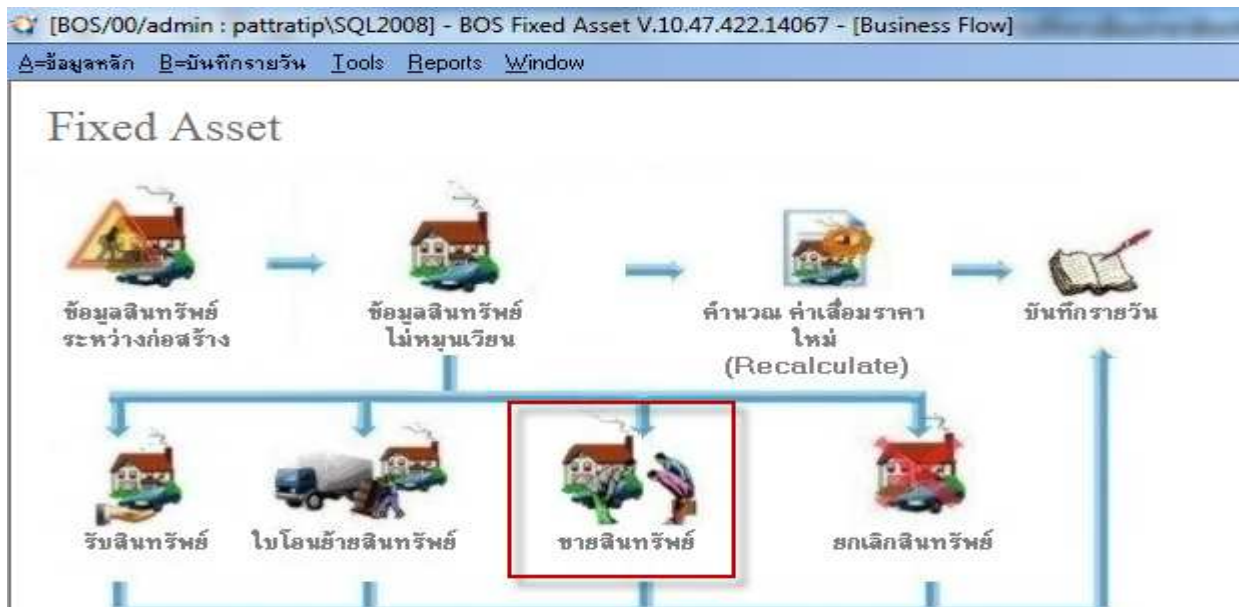 [BOS/00/admin : pattratip\SQL2008] - BOS Fixed Asset V.10.47.422.14067 - [Business Flow]
A=ข้อมูลหลัก B=บันทึกรายวัน Tools Reports Window
Fixed Asset
ข้อมูลสินทรัพย์
ระหว่างก่อสร้าง
ข้อมูลสินทรัพย์
ไม่หมุนเวียน
คำนวณ ค่าเสื่อมราคา
ใหม่
(Recalculate)
บันทึกรายวัน
รับสินทรัพย์
ใบโอนย้ายสินทรัพย์
ขายสินทรัพย์
ยกเลิกสินทรัพย์